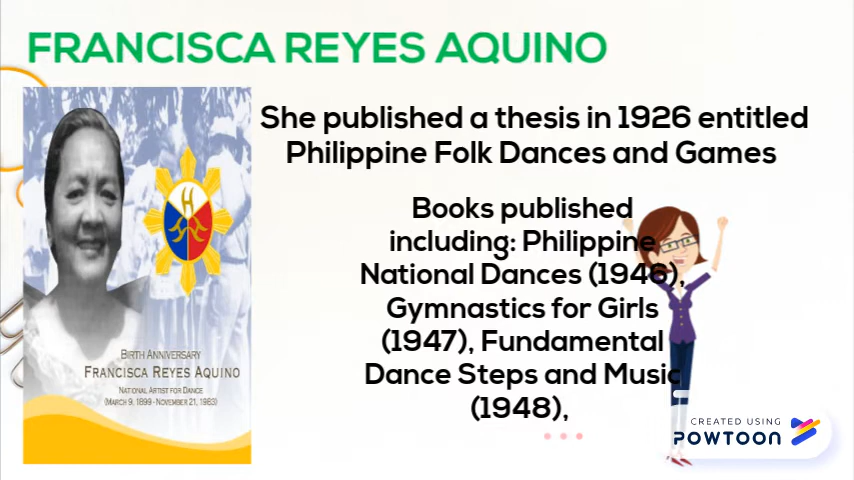 FRANCISCA REYES AQUINO
She published a thesis in 1926 entitled
Philippine Folk Dances and Games
Books published
including: Philippine
National Dances (1946),
Gymnastics for Girls
(1947), Fundamental
Dance Steps and Music
(1948),
BIRTH ANNIVERSARY
FRANCISCA REYES AQUINO
NATIONAL ARTIST FOR DANCE
(MARCH 9, 1899 - NOVEMBER 21, 1983)
CREATED USING
POWTOON